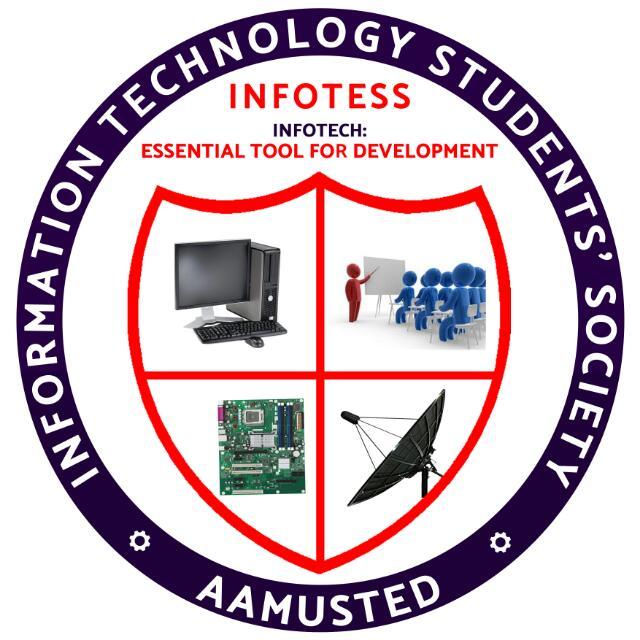 INFORMATION TECHNOLOGY STUDENTS' SOCIETY
INFOTESS
INFOTECH:
ESSENTIAL TOOL FOR DEVELOPMENT
AAMUSTED